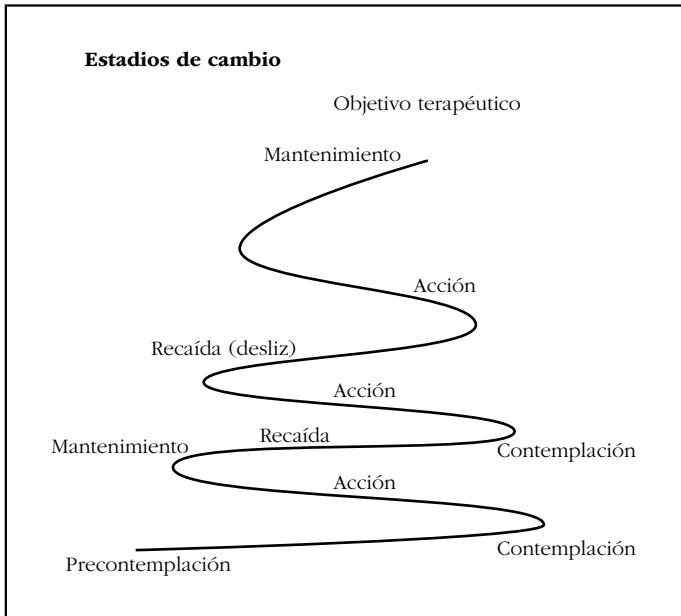 Estadios de cambio
Objetivo terapéutico
Mantenimiento
Acción
Recaída (desliz)
Acción
Recaída
Mantenimiento
Contemplación
Acción
Contemplación
Precontemplación